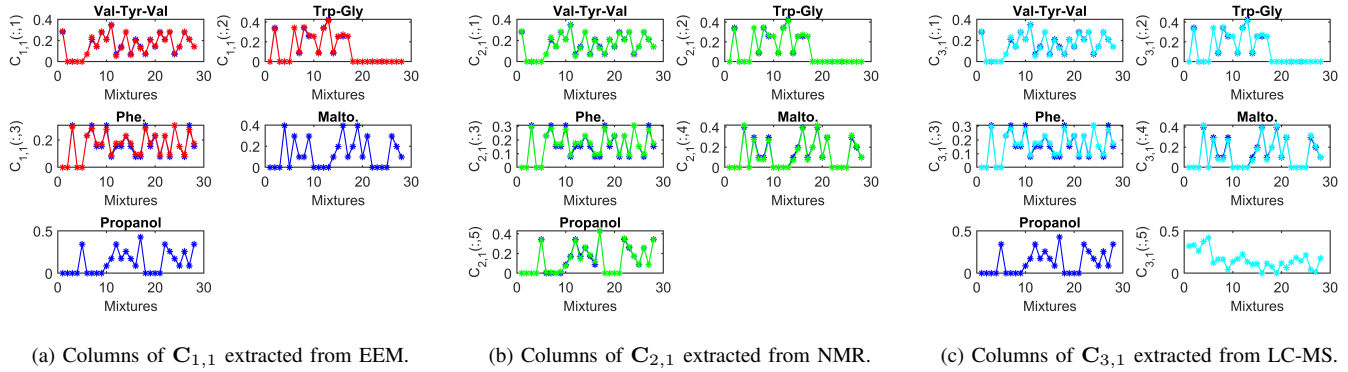 Val-Tyr-Val
C1,1(:,1)
0.4
0.2
0
0 10 20 30
Mixtures
Trp-Gly
C1,1(:,2)
0.4
0.2
0
0 10 20 30
Mixtures
Phe.
C1,1(:,3)
0.2
0
0 10 20 30
Mixtures
Malto.
0.4
0.2
0
0 10 20 30
Mixtures
Propanol
0.5
0
0 10 20 30
Mixtures
(a) Columns of C1,1 extracted from EEM.
Val-Tyr-Val
C2,1(:,1)
0.4
0.2
0
0 10 20 30
Mixtures
Trp-Gly
C2,1(:,2)
0.4
0.2
0
0 10 20 30
Mixtures
Phe.
C2,1(:,3)
0.3
0.2
0.1
0
0 10 20 30
Mixtures
Malto.
C2,1(:,4)
0.4
0.2
0
0 10 20 30
Mixtures
Propanol
C2,1(:,5)
0.4
0.2
0
0 10 20 30
Mixtures
(b) Columns of C2,1 extracted from NMR.
Val-Tyr-Val
C3,1(:,1)
0.4
0.2
0
0 10 20 30
Mixtures
Trp-Gly
C3,1(:,2)
0.4
0.2
0
0 10 20 30
Mixtures
Phe.
C3,1(:,3)
0.3
0.2
0.1
0
0 10 20 30
Mixtures
Malto.
C3,1(:,4)
0.4
0.2
0
0 10 20 30
Mixtures
Propanol
0.5
0
0 10 20 30
Mixtures
C3,1(:,5)
0.5
0
0 10 20 30
Mixtures
(c) Columns of C3,1 extracted from LC-MS.